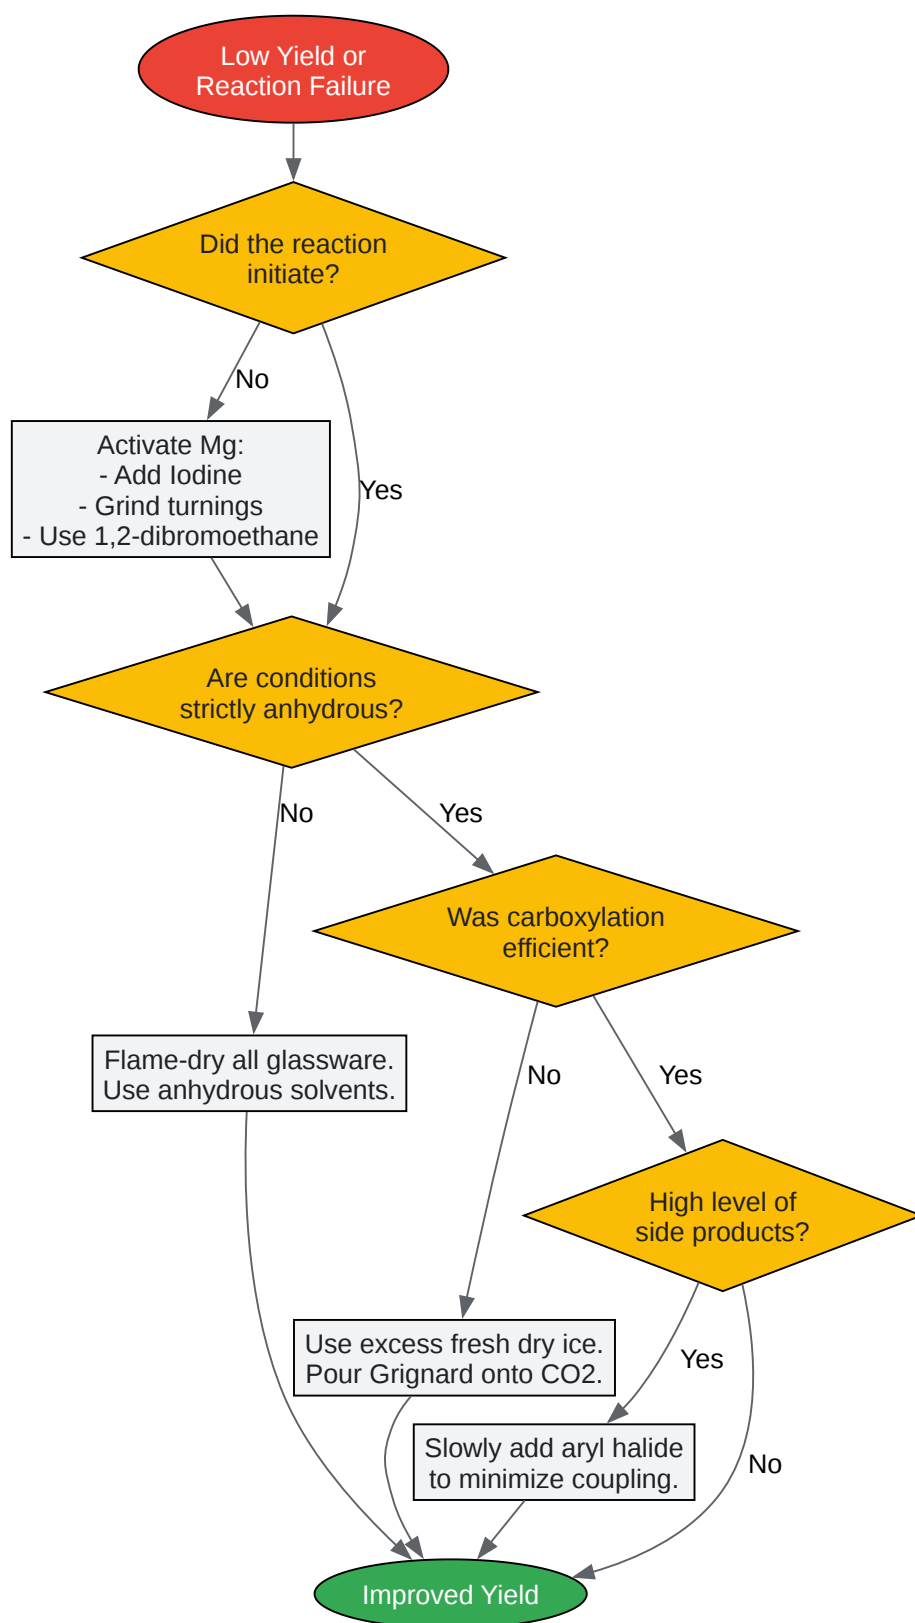 Low Yield or
Reaction Failure
Did the reaction
initiate?
No
Yes
Activate Mg:
- Add Iodine
- Grind turnings
- Use 1,2-dibromoethane
Are conditions
strictly anhydrous?
No
Yes
Was carboxylation
efficient?
No
Yes
Flame-dry all glassware.
Use anhydrous solvents.
High level of
side products?
Use excess fresh dry ice.
Pour Grignard onto CO2.
Yes
No
Slowly add aryl halide
to minimize coupling.
Improved Yield